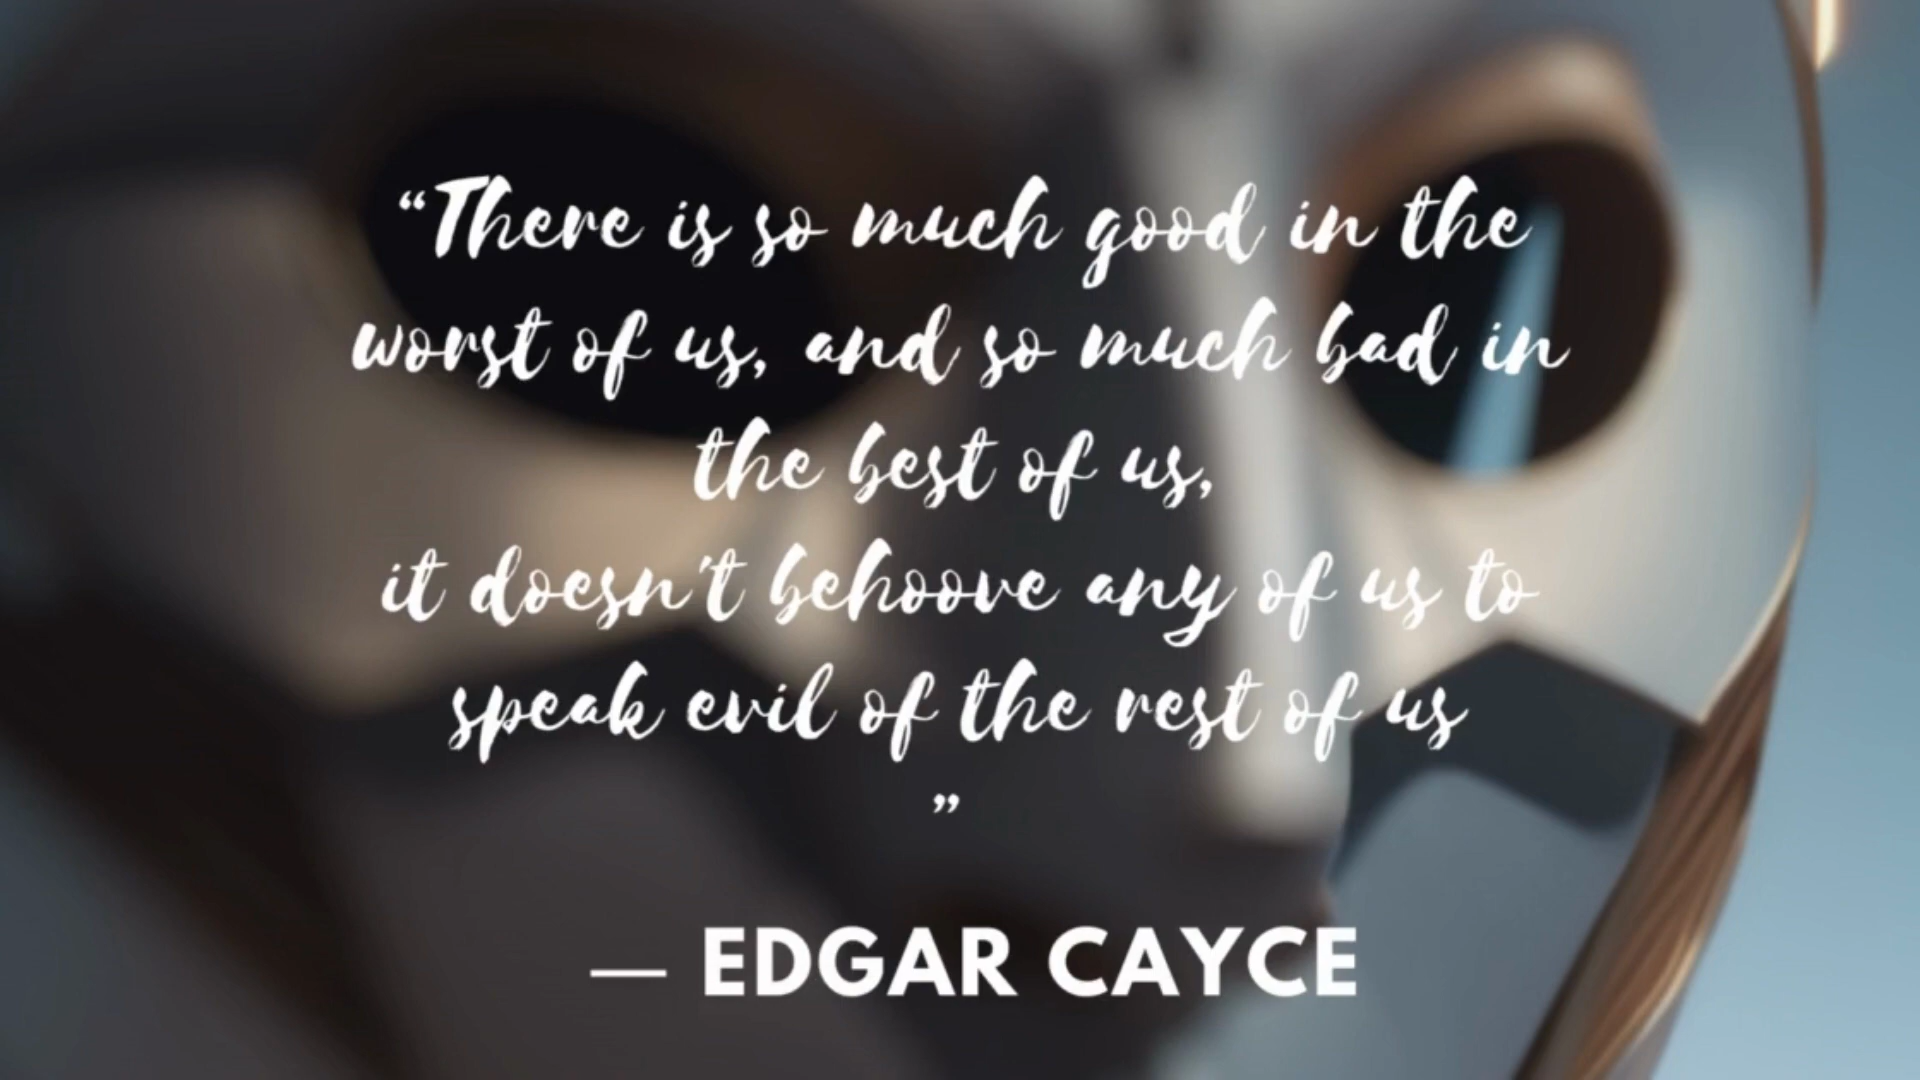 “There is so much good in the
worst of us, and so much bad in
the best of us,
it doesn't behoove any of us to
speak evil of the rest of us
”
— EDGAR CAYCE